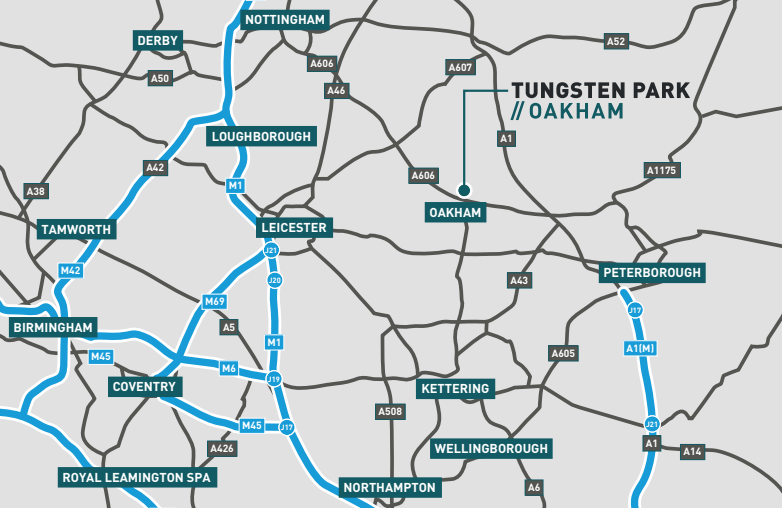 NOTTINGHAM
DERBY
A52
A606
A607
A50
A46
TUNGSTEN PARK
// OAKHAM
LOUGHBOROUGH
A1
A42
A606
A1175
M1
A38
OAKHAM
TAMWORTH
LEICESTER
J21
M42
PETERBOROUGH
J20
A43
M69
J17
BIRMINGHAM
A5
M1
A1(M)
M45
A605
M6
J19
COVENTRY
KETTERING
A508
M45
J17
J21
A1
A426
WELLINGBOROUGH
A14
ROYAL LEAMINGTON SPA
NORTHAMPTON
A6